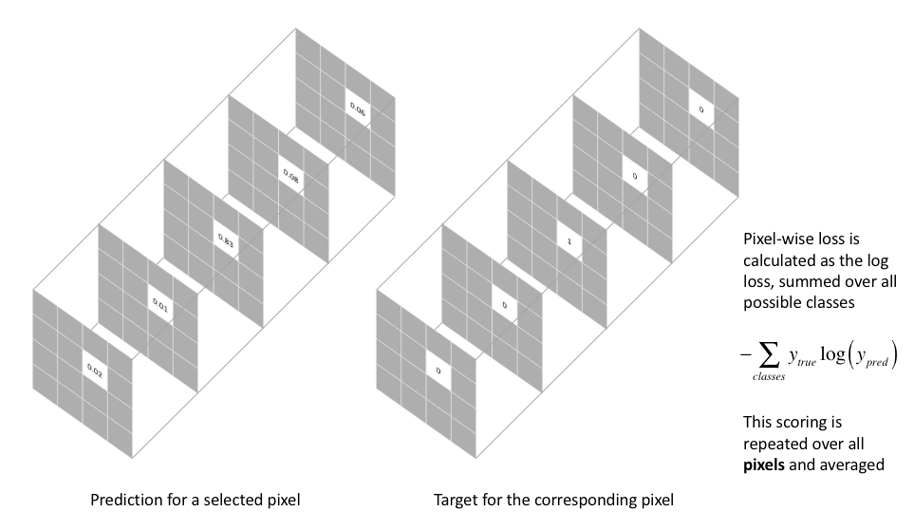 0.06
0.08
0.83
0.01
0.02
0
0
1
0
0
Pixel-wise loss is
calculated as the log
loss, summed over all
possible classes
− ∑ y_true log(y_pred)
classes
This scoring is
repeated over all
pixels and averaged
Prediction for a selected pixel
Target for the corresponding pixel